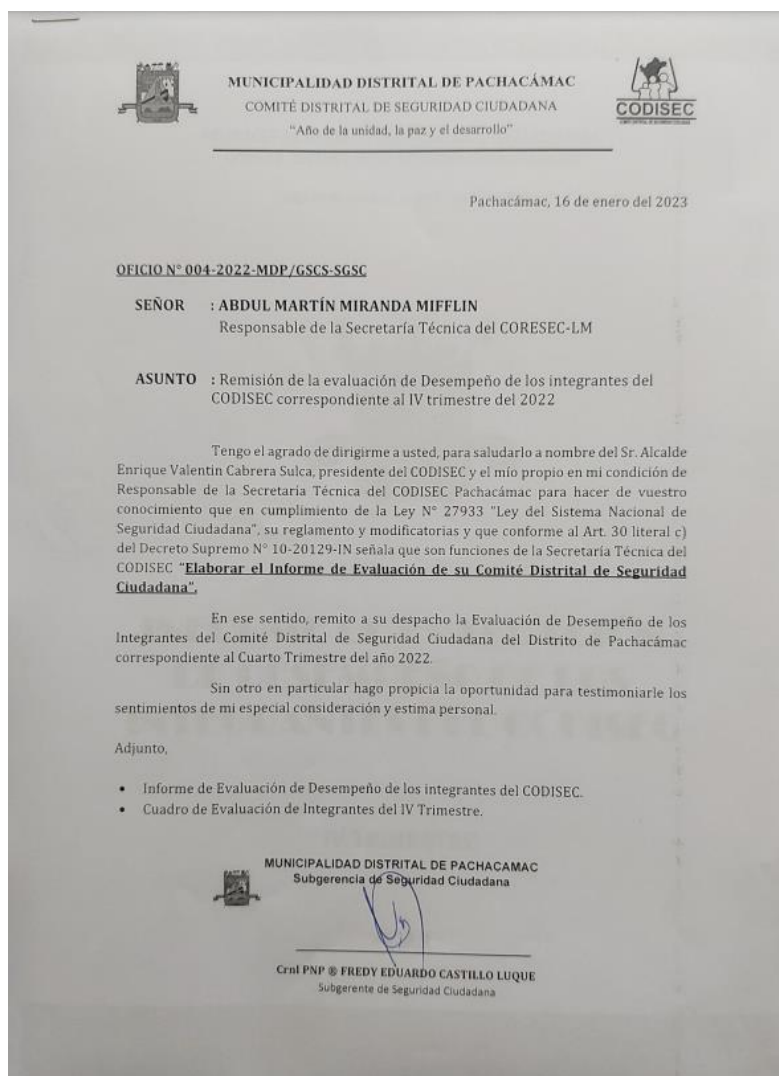 MUNICIPALIDAD DISTRITAL DE PACHACÁMAC
COMITÉ DISTRITAL DE SEGURIDAD CIUDADANA
"Año de la unidad, la paz y el desarrollo"
CODISEC
Pachacámac, 16 de enero del 2023
OFICIO N° 004-2022-MDP/GSCS-SGSC
SEÑOR : ABDUL MARTÍN MIRANDA MIFFLIN
Responsable de la Secretaría Técnica del CORESEC-LM
ASUNTO : Remisión de la evaluación de Desempeño de los integrantes del
CODISEC correspondiente al IV trimestre del 2022
Tengo el agrado de dirigirme a usted, para saludarlo a nombre del Sr. Alcalde
Enrique Valentin Cabrera Sulca, presidente del CODISEC y el mío propio en mi condición de
Responsable de la Secretaría Técnica del CODISEC Pachacámac para hacer de vuestro
conocimiento que en cumplimiento de la Ley N° 27933 "Ley del Sistema Nacional de
Seguridad Ciudadana", su reglamento y modificatorias y que conforme al Art. 30 literal c)
del Decreto Supremo N° 10-20129-IN señala que son funciones de la Secretaría Técnica del
CODISEC "Elaborar el Informe de Evaluación de su Comité Distrital de Seguridad
Ciudadana".
En ese sentido, remito a su despacho la Evaluación de Desempeño de los
Integrantes del Comité Distrital de Seguridad Ciudadana del Distrito de Pachacámac
correspondiente al Cuarto Trimestre del año 2022.
Sin otro en particular hago propicia la oportunidad para testimoniarle los
sentimientos de mi especial consideración y estima personal.
Adjunto,
• Informe de Evaluación de Desempeño de los integrantes del CODISEC.
• Cuadro de Evaluación de Integrantes del IV Trimestre.
MUNICIPALIDAD DISTRITAL DE PACHACAMAC
Subgerencia de Seguridad Ciudadana
Crnl PNP ® FREDY EDUARDO CASTILLO LUQUE
Subgerente de Seguridad Ciudadana